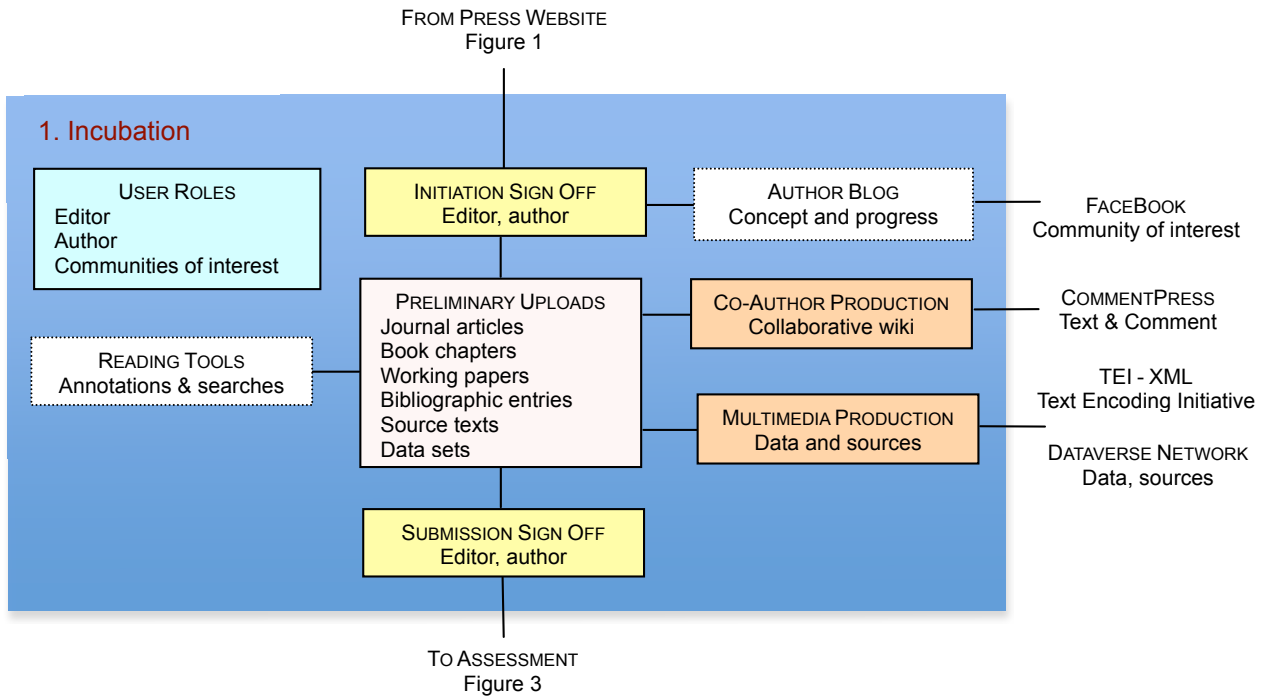 FROM PRESS WEBSITE
Figure 1
1. Incubation
USER ROLES
Editor
Author
Communities of interest
INITIATION SIGN OFF
Editor, author
AUTHOR BLOG
Concept and progress
FACEBOOK
Community of interest
READING TOOLS
Annotations & searches
PRELIMINARY UPLOADS
Journal articles
Book chapters
Working papers
Bibliographic entries
Source texts
Data sets
CO-AUTHOR PRODUCTION
Collaborative wiki
COMMENTPRESS
Text & Comment
MULTIMEDIA PRODUCTION
Data and sources
TEI - XML
Text Encoding Initiative
DATAVERSE NETWORK
Data, sources
SUBMISSION SIGN OFF
Editor, author
TO ASSESSMENT
Figure 3